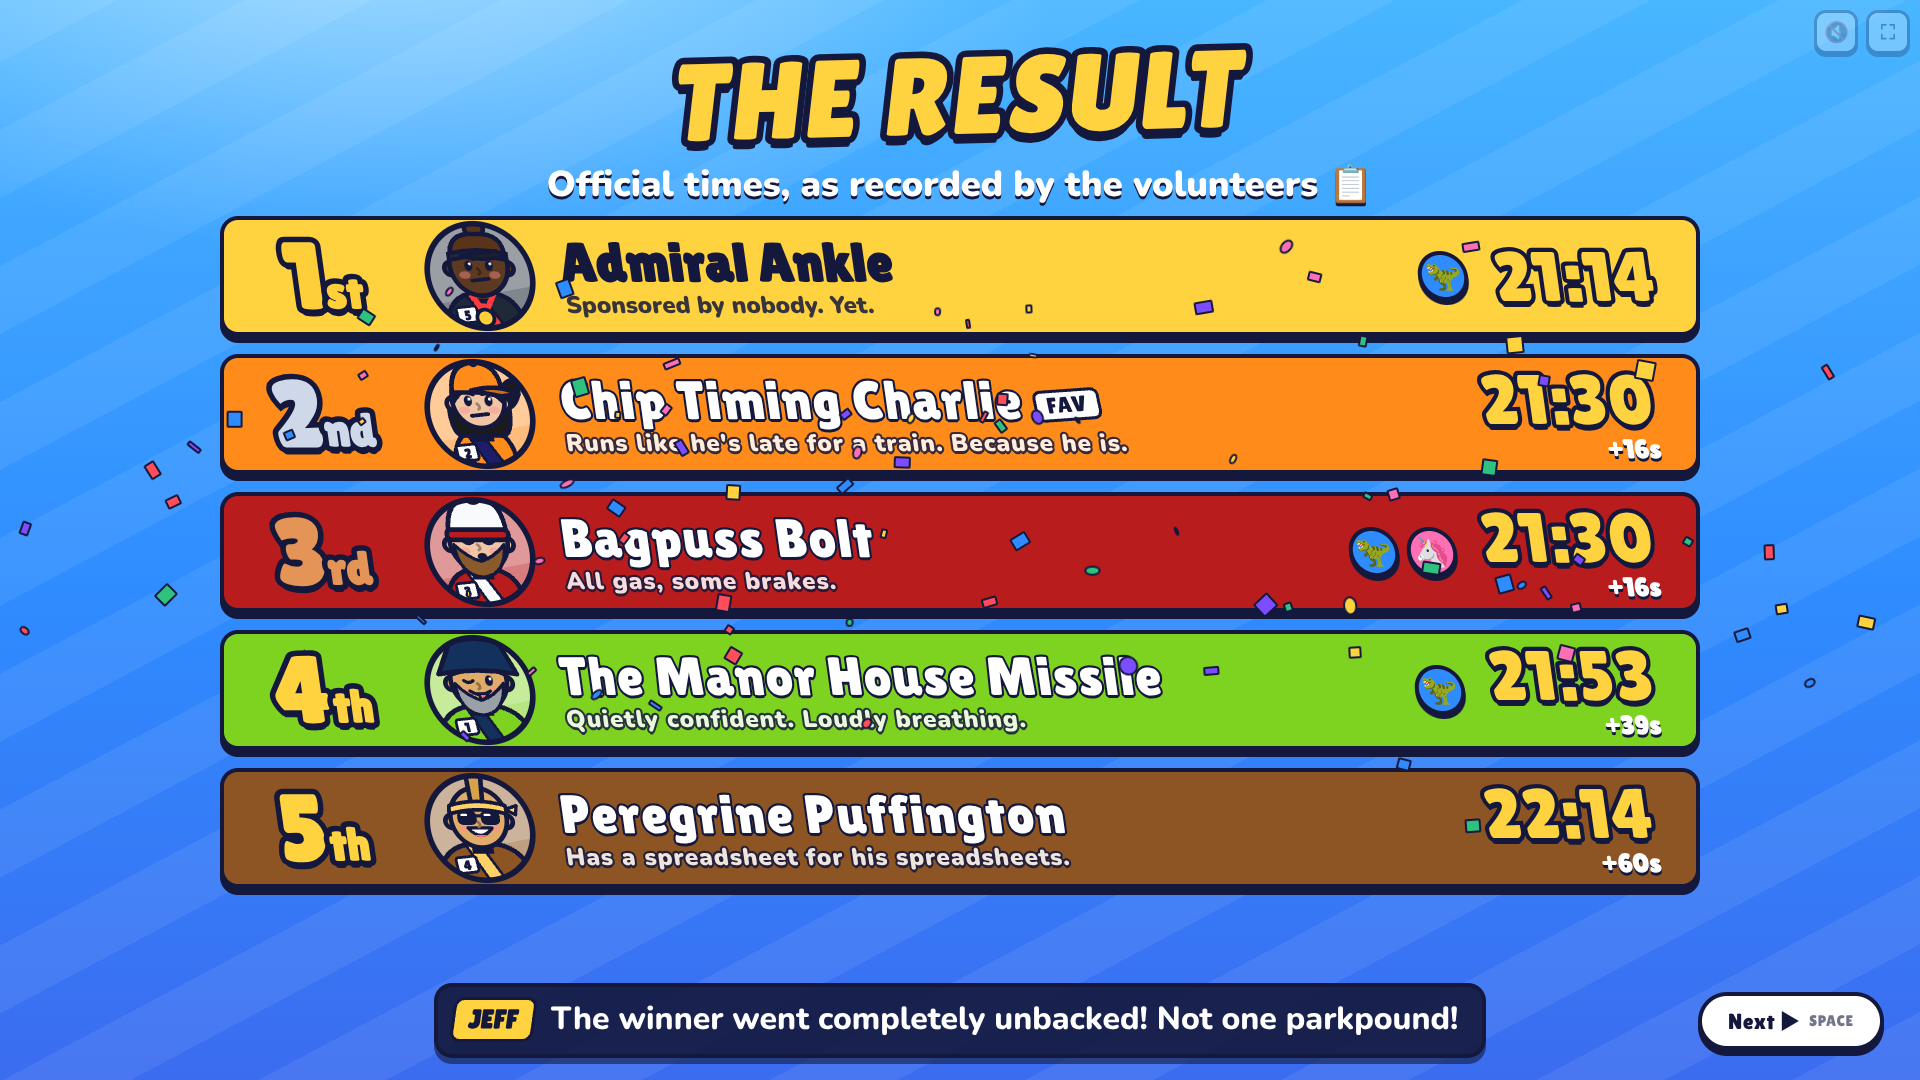 THE RESULT
Official times, as recorded by the volunteers
1st
Admiral Ankle
Sponsored by nobody. Yet.
21:14
3
2nd
Chip Timing Charlie FAV
Runs like he's late for a train. Because he is.
21:30
+16s
2
3rd
Bagpuss Bolt
All gas, some brakes.
21:30
+16s
4th
The Manor House Missile
Quietly confident. Loudly breathing.
21:53
+39s
1
5th
Peregrine Puffington
Has a spreadsheet for his spreadsheets.
22:14
+60s
4
JEFF The winner went completely unbacked! Not one parkpound!
Next SPACE